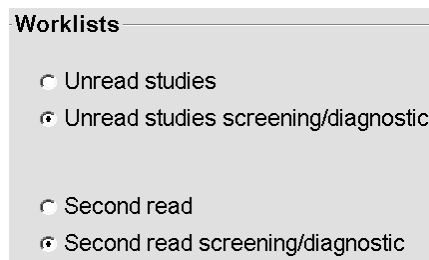 Worklists
Unread studies
Unread studies screening/diagnostic
Second read
Second read screening/diagnostic